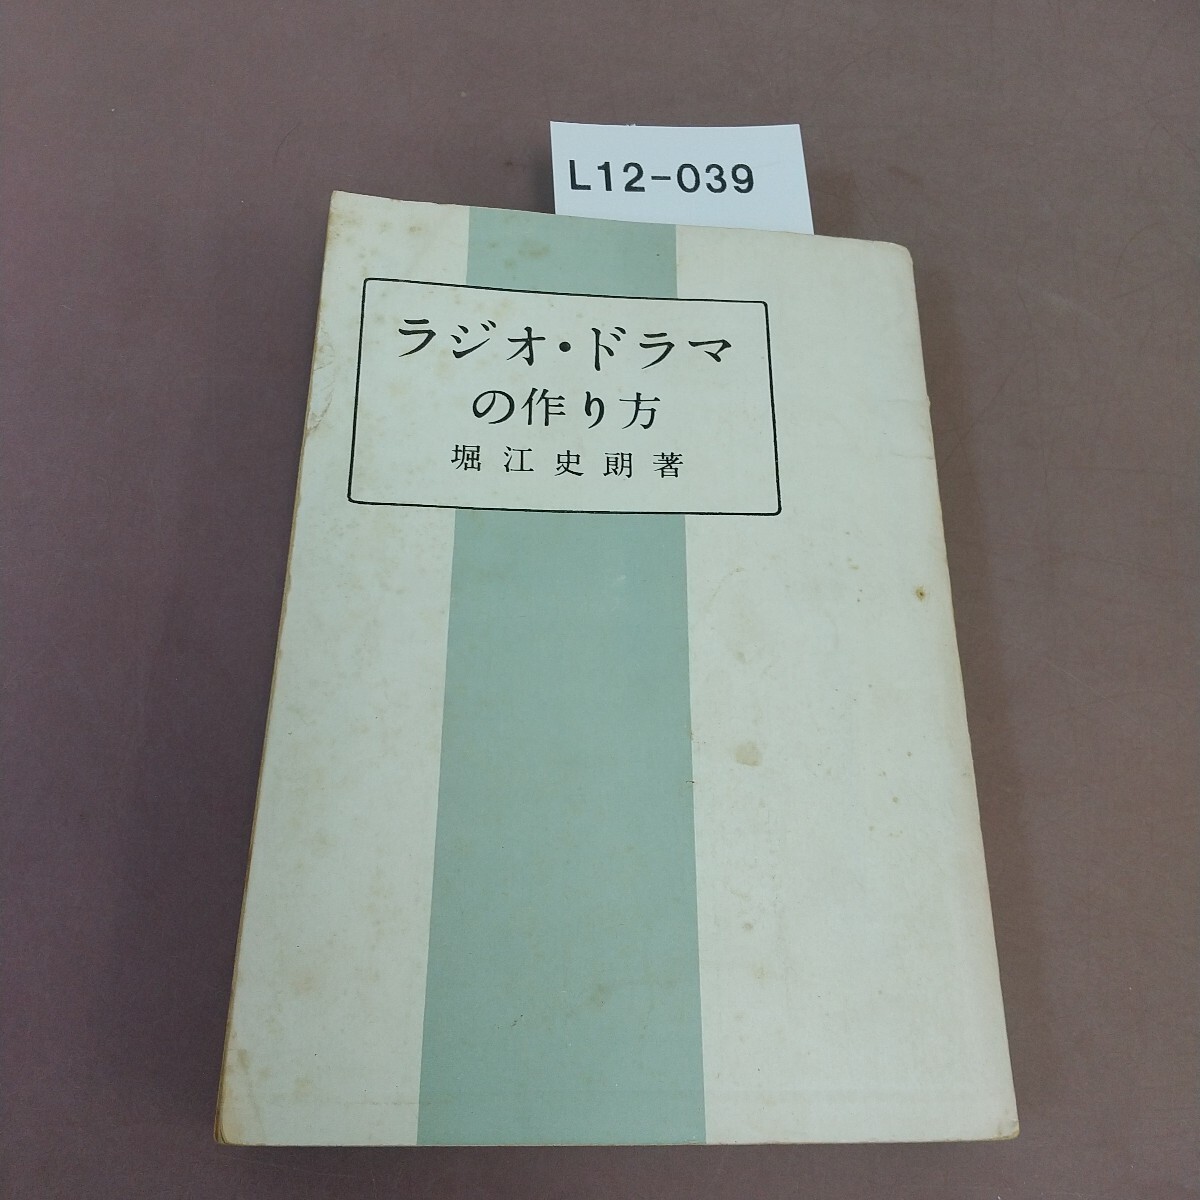 L12-039
ラジオ・ドラマ
の作り方
堀江史朗著